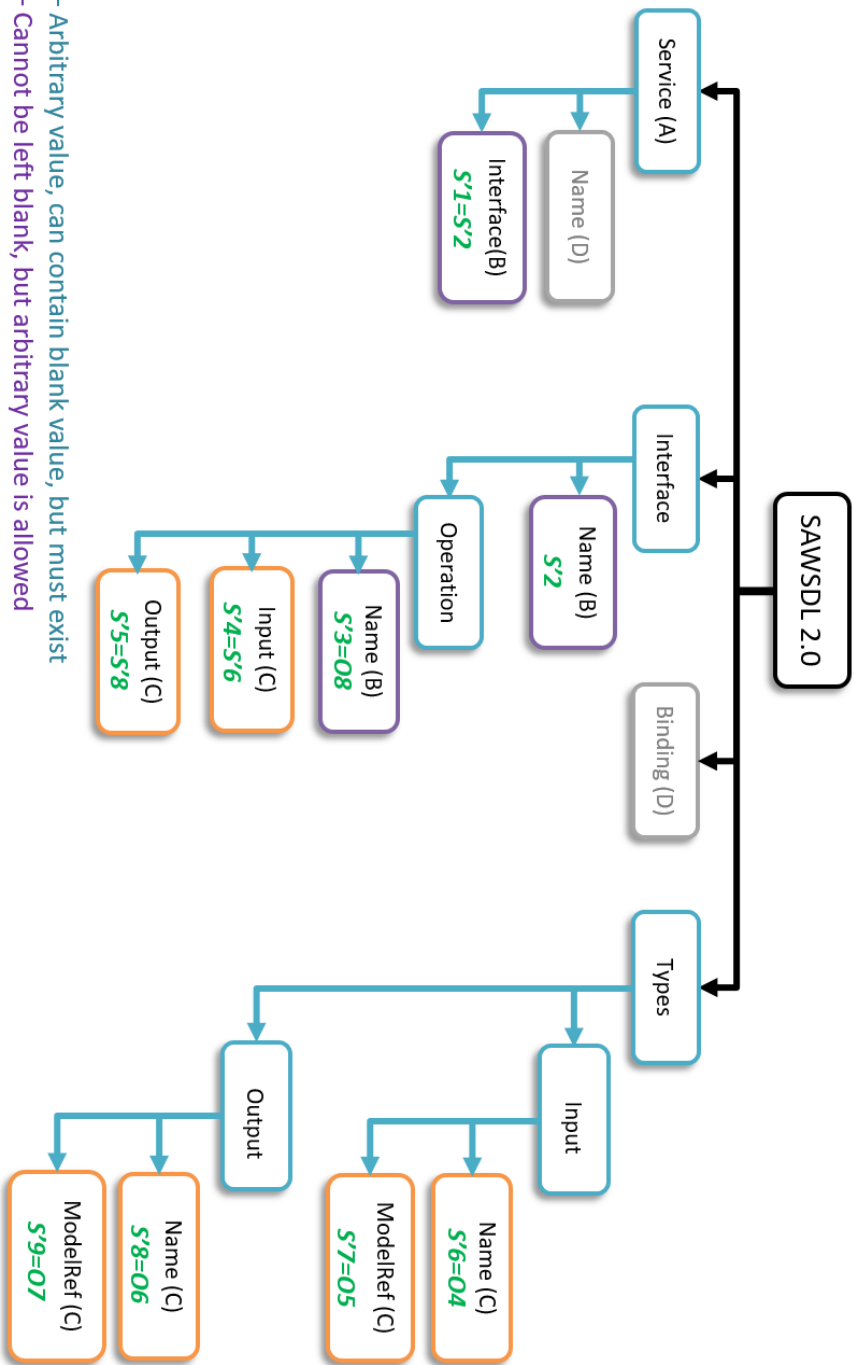 SAWSDL 2.0
Service (A)
Name (D)
Interface(B)
S'1=S'2
Interface
Name (B)
S'2
Operation
Name (B)
S'3=O8
Input (C)
S'4=S'6
Output (C)
S'5=S'8
Binding (D)
Types
Input
Name (C)
S'6=O4
ModelRef (C)
S'7=O5
Output
Name (C)
S'8=O6
ModelRef (C)
S'9=O7
– Arbitrary value, can contain blank value, but must exist
– Cannot be left blank, but arbitrary value is allowed